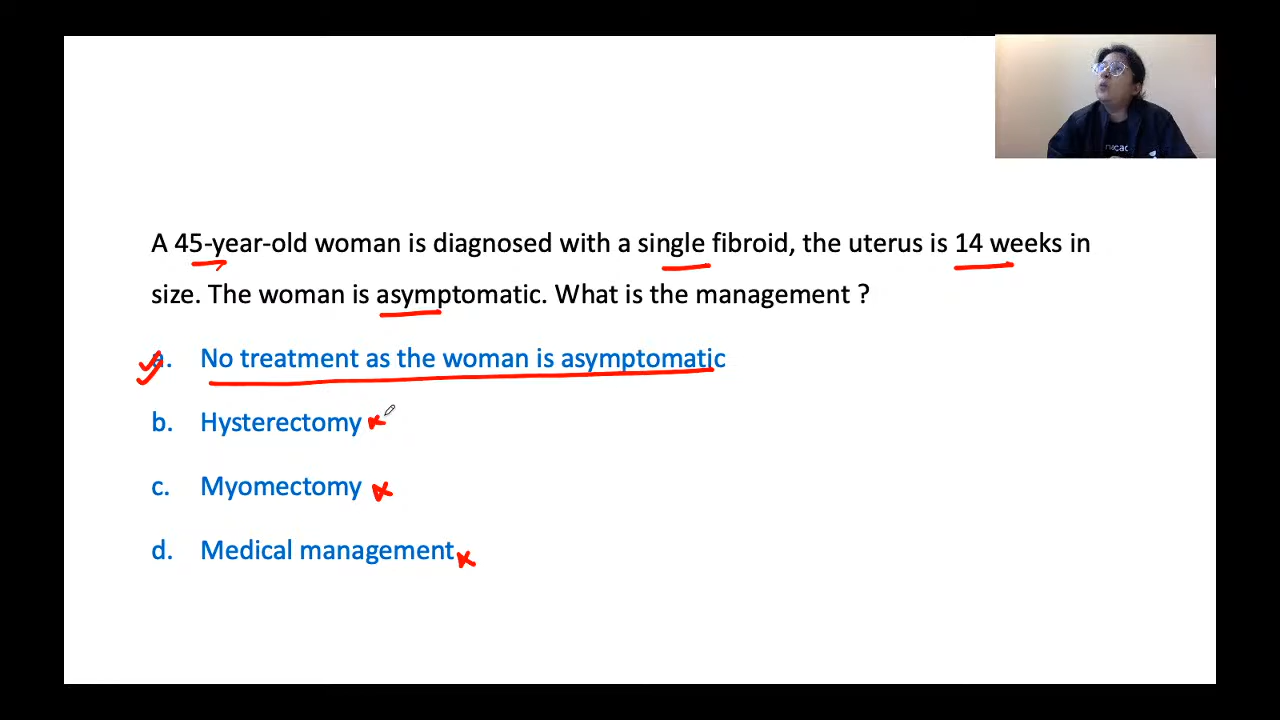 A 45-year-old woman is diagnosed with a single fibroid, the uterus is 14 weeks in
size. The woman is asymptomatic. What is the management ?
a. No treatment as the woman is asymptomatic
b. Hysterectomy
c. Myomectomy
d. Medical management